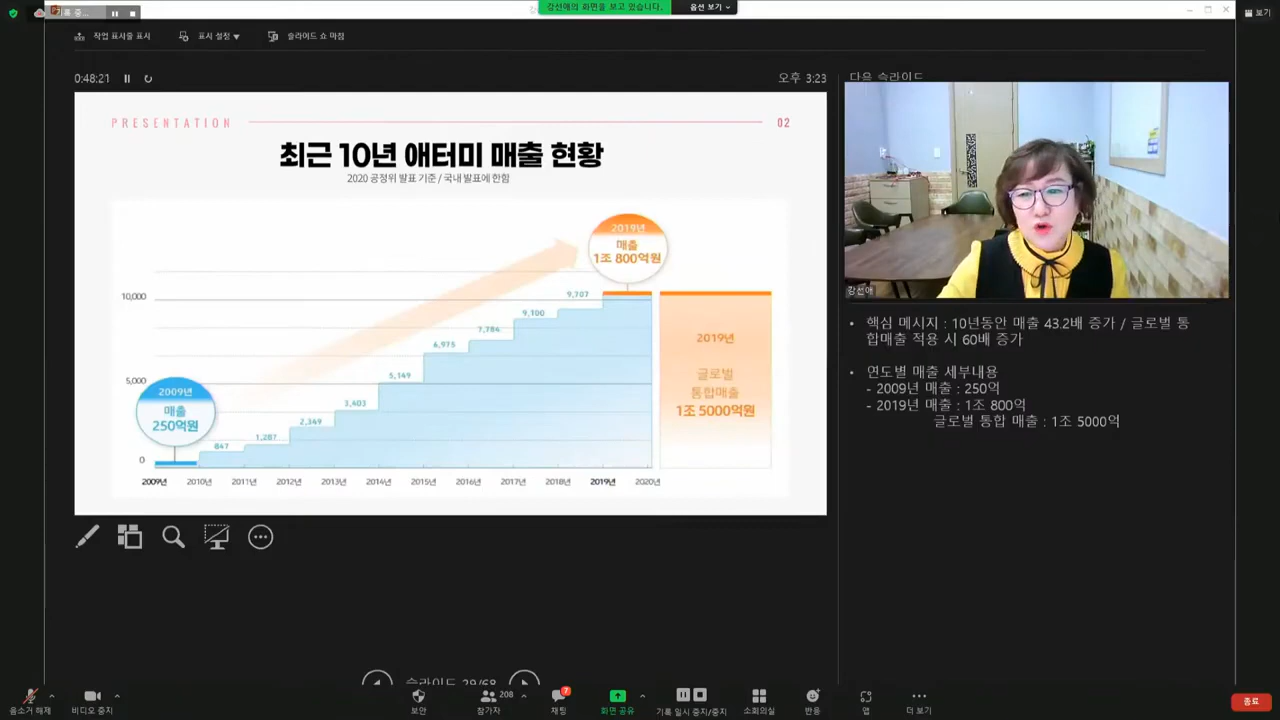 강선애의 화면을 보고 있습니다.
옵션 보기
보기
작업 표시줄 표시
표시 설정
슬라이드 쇼 마침
0:48:21
오후 3:23
다음 슬라이드
PRESENTATION
02
최근 10년 애터미 매출 현황
2020 공정위 발표 기준 / 국내 발표에 한함
2019년
매출
1조 800억원
10,000
9,707
9,100
7,784
6,975
5,149
5,000
3,403
2,349
1,287
847
0
2009년
매출
250억원
2019년
글로벌
통합매출
1조 5000억원
2009년 2010년 2011년 2012년 2013년 2014년 2015년 2016년 2017년 2018년 2019년 2020년
강선애
• 핵심 메시지 : 10년동안 매출 43.2배 증가 / 글로벌 통
합매출 적용 시 60배 증가
• 연도별 매출 세부내용
- 2009년 매출 : 250억
- 2019년 매출 : 1조 800억
글로벌 통합 매출 : 1조 5000억
슬라이드 29/68
음소거 해제
비디오 중지
보안
208
참가자
7
채팅
화면 공유
기록 일시 중지/중지
소회의실
반응
앱
더 보기
종료